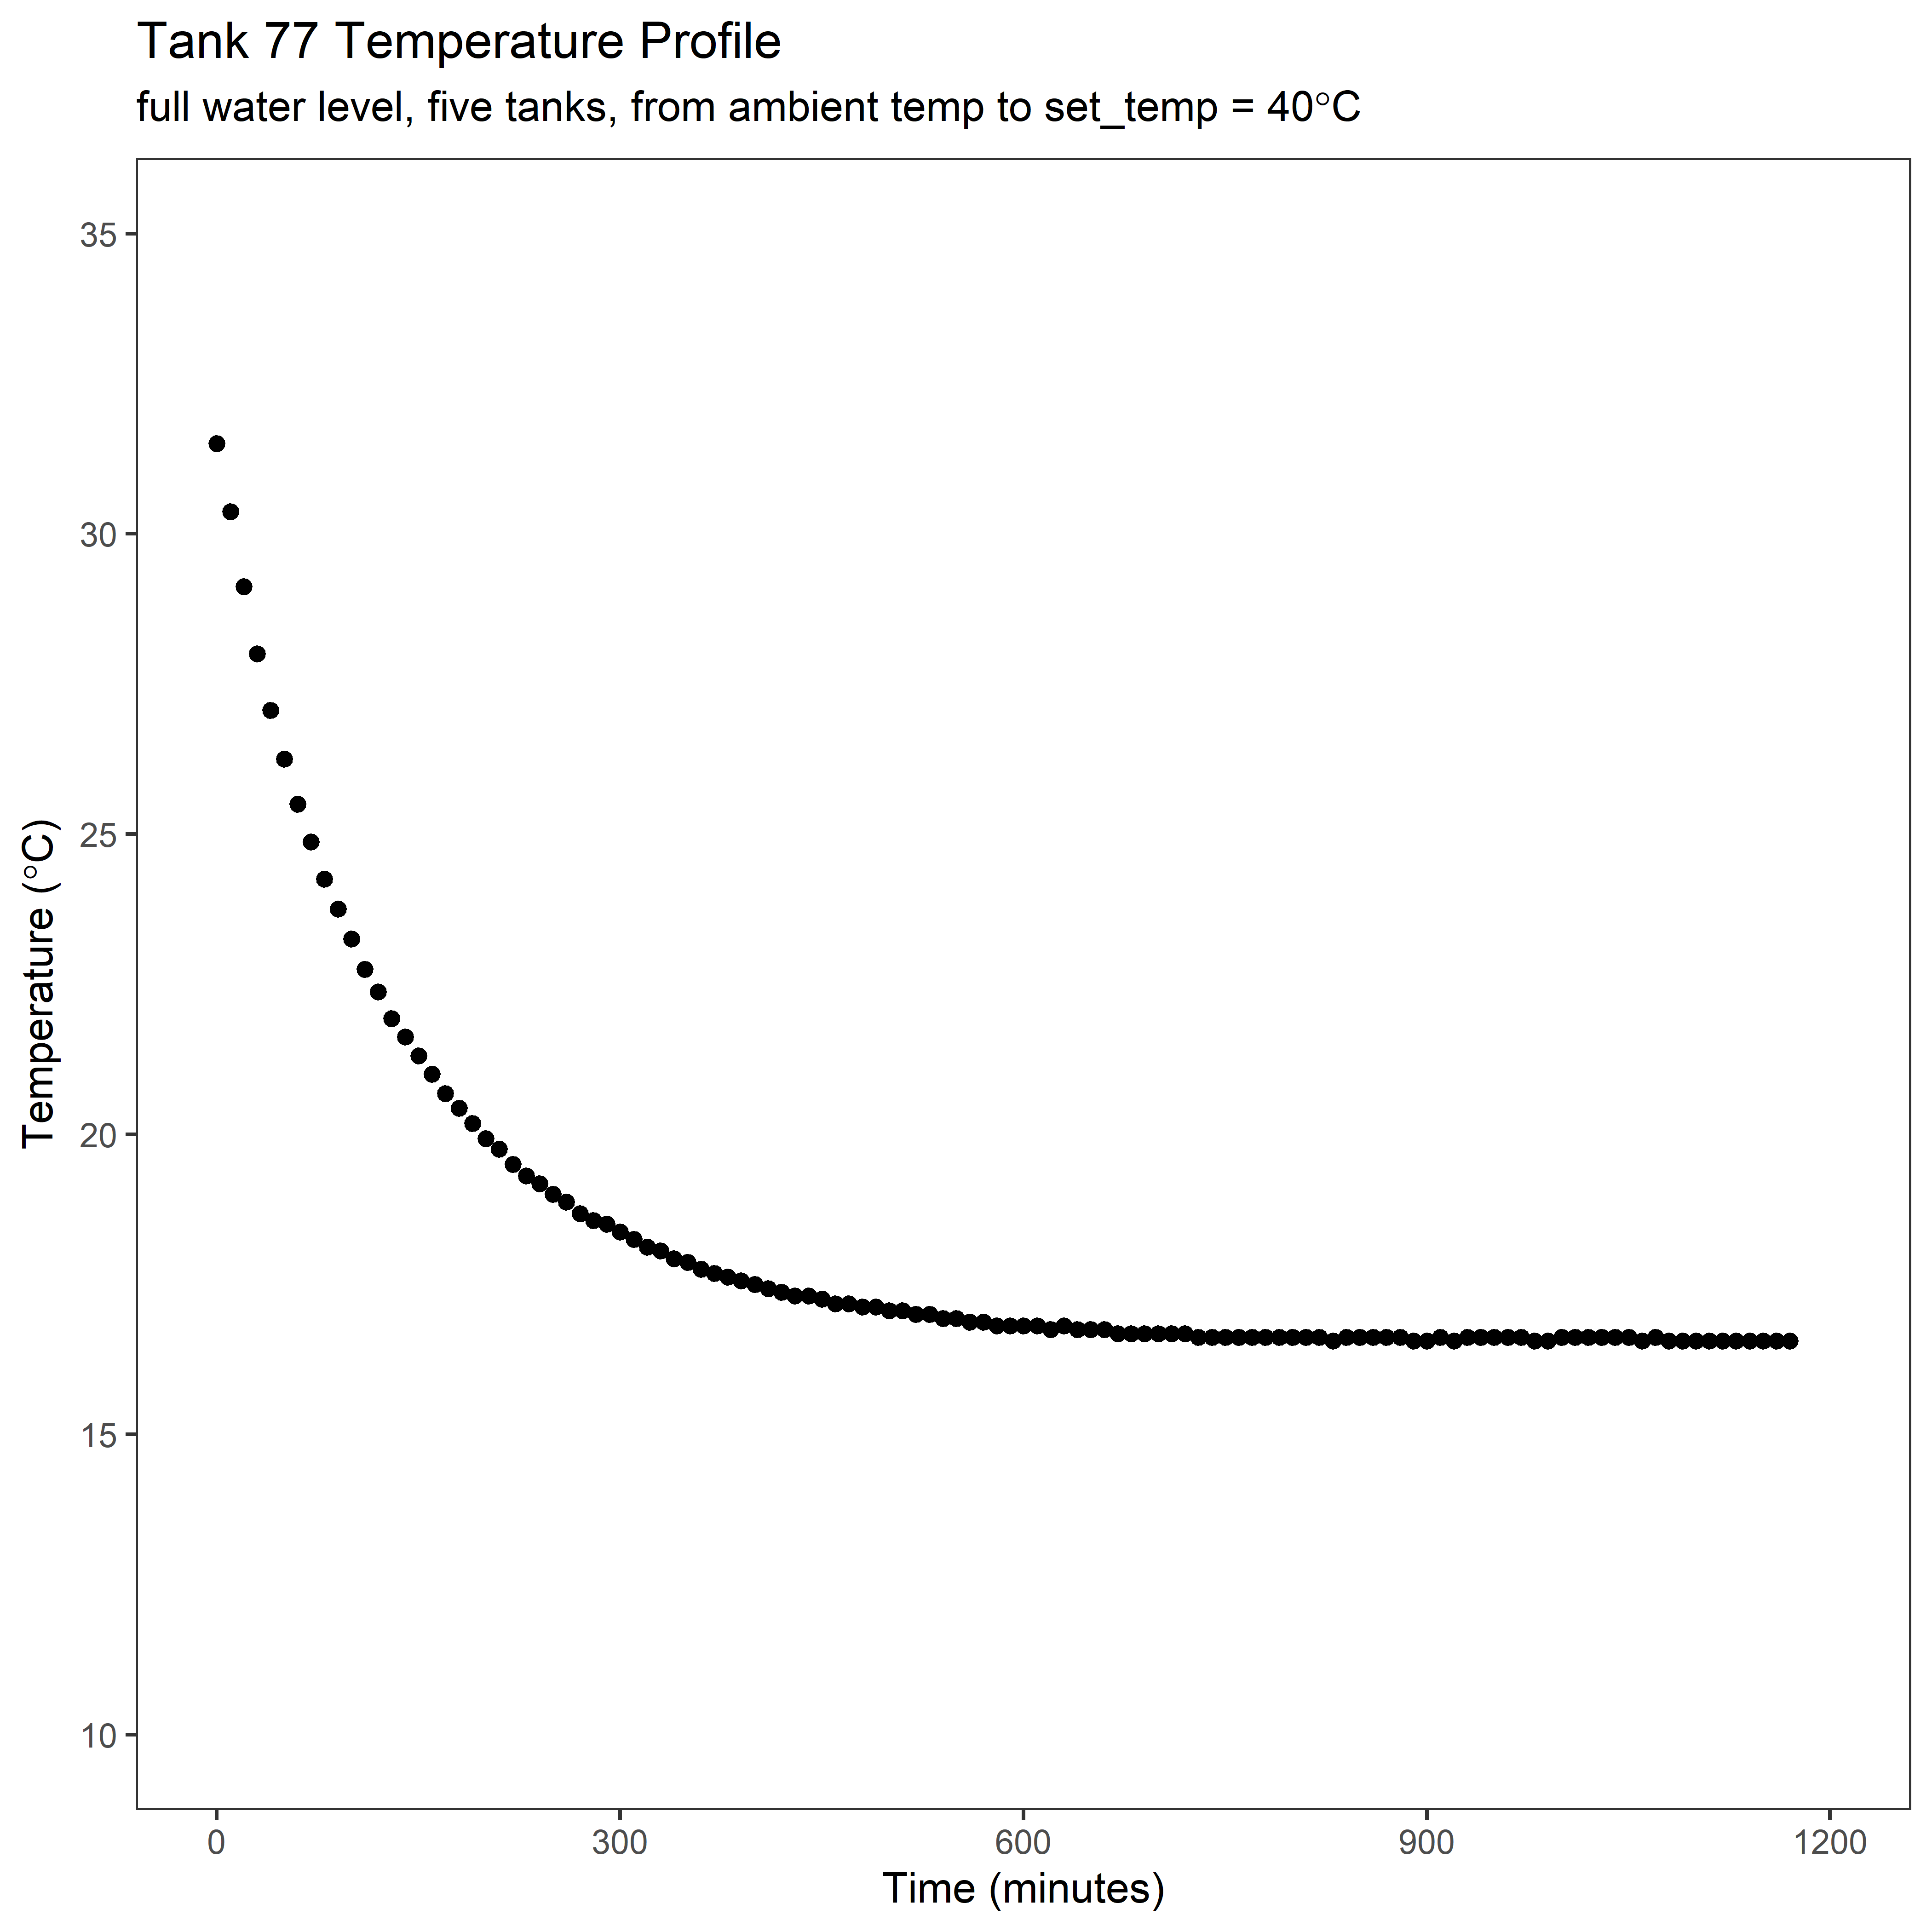 Tank 77 Temperature Profile
full water level, five tanks, from ambient temp to set_temp = 40°C
35
30
25
20
15
10
Temperature (°C)
0 300 600 900 1200
Time (minutes)